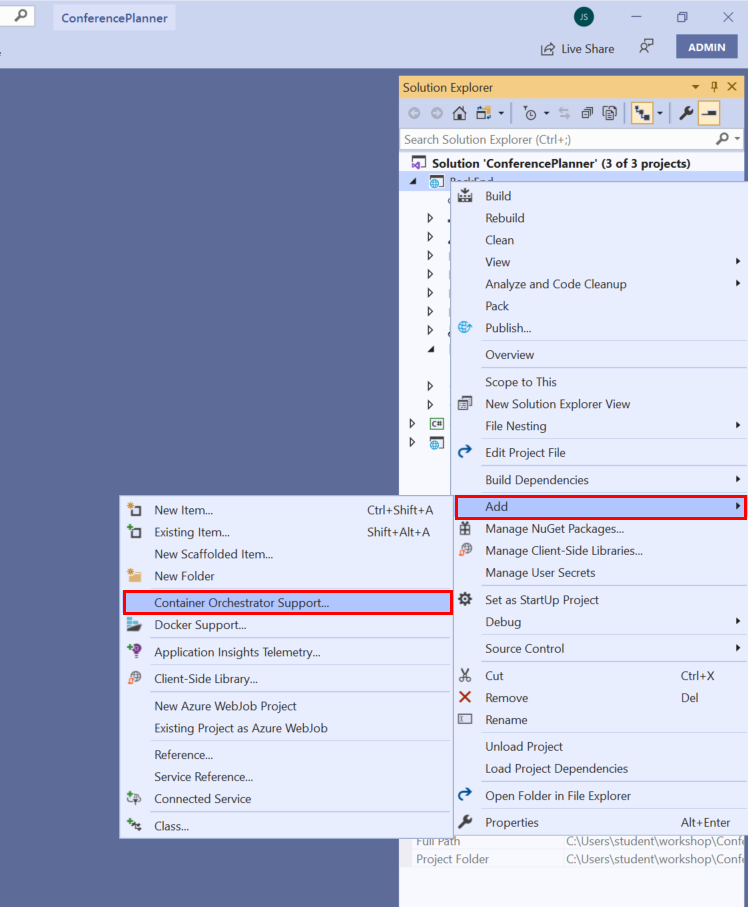 ConferencePlanner
JS
Live Share
ADMIN
Solution Explorer
Search Solution Explorer (Ctrl+;)
Solution 'ConferencePlanner' (3 of 3 projects)
BackEnd
Build
Rebuild
Clean
View
Analyze and Code Cleanup
Pack
Publish...
Overview
Scope to This
New Solution Explorer View
File Nesting
C#
Edit Project File
Build Dependencies
Add
Manage NuGet Packages...
Manage Client-Side Libraries...
Manage User Secrets
Set as StartUp Project
Debug
Source Control
Cut Ctrl+X
Remove Del
Rename
Unload Project
Load Project Dependencies
Open Folder in File Explorer
Properties Alt+Enter
New Item... Ctrl+Shift+A
Existing Item... Shift+Alt+A
New Scaffolded Item...
New Folder
Container Orchestrator Support...
Docker Support...
Application Insights Telemetry...
Client-Side Library...
New Azure WebJob Project
Existing Project as Azure WebJob
Reference...
Service Reference...
Connected Service
Class...
Full Path C:\Users\student\workshop\Confe
Project Folder C:\Users\student\workshop\Confe